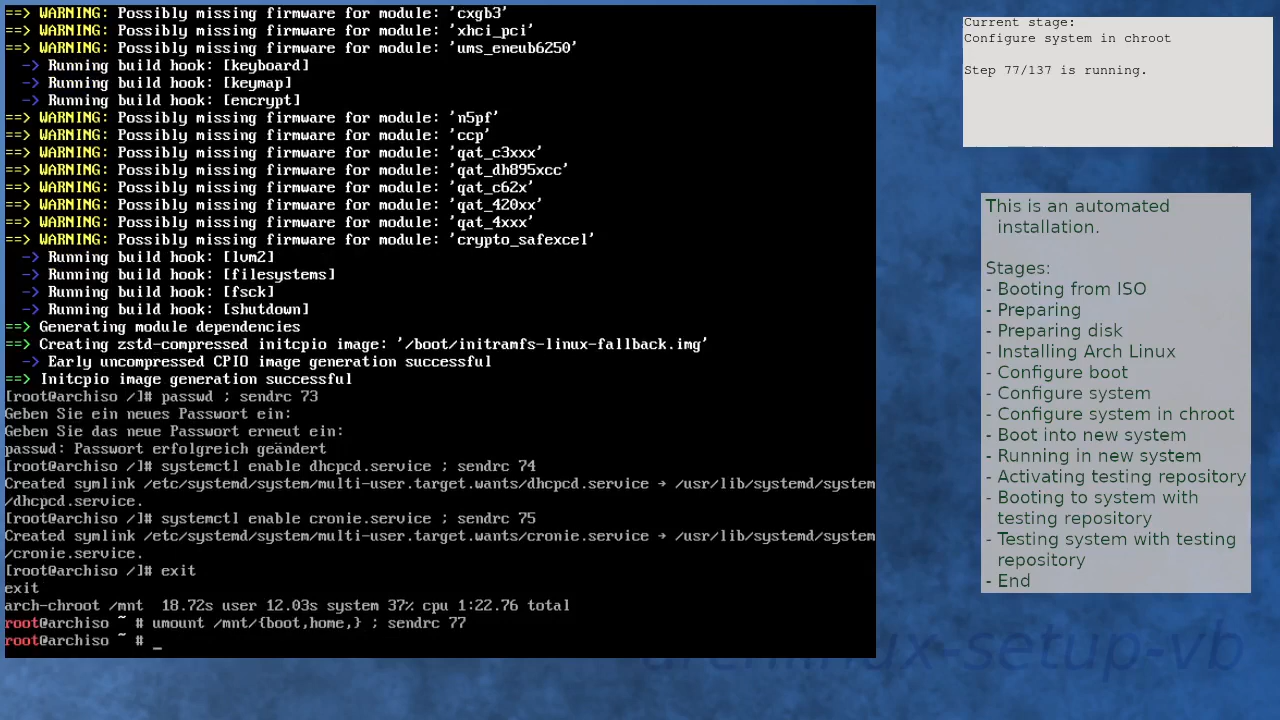 ==> WARNING: Possibly missing firmware for module: 'cxgb3'
==> WARNING: Possibly missing firmware for module: 'xhci_pci'
==> WARNING: Possibly missing firmware for module: 'ums_eneub6250'
-> Running build hook: [keyboard]
-> Running build hook: [keymap]
-> Running build hook: [encrypt]
==> WARNING: Possibly missing firmware for module: 'n5pf'
==> WARNING: Possibly missing firmware for module: 'ccp'
==> WARNING: Possibly missing firmware for module: 'qat_c3xxx'
==> WARNING: Possibly missing firmware for module: 'qat_dh895xcc'
==> WARNING: Possibly missing firmware for module: 'qat_c62x'
==> WARNING: Possibly missing firmware for module: 'qat_420xx'
==> WARNING: Possibly missing firmware for module: 'qat_4xxx'
==> WARNING: Possibly missing firmware for module: 'crypto_safexcel'
-> Running build hook: [lvm2]
-> Running build hook: [filesystems]
-> Running build hook: [fsck]
-> Running build hook: [shutdown]
==> Generating module dependencies
==> Creating zstd-compressed initcpio image: '/boot/initramfs-linux-fallback.img'
-> Early uncompressed CPIO image generation successful
==> Initcpio image generation successful
[root@archiso /]# passwd ; sendrc 73
Geben Sie ein neues Passwort ein:
Geben Sie das neue Passwort erneut ein:
passwd: Passwort erfolgreich geändert
[root@archiso /]# systemctl enable dhcpcd.service ; sendrc 74
Created symlink /etc/systemd/system/multi-user.target.wants/dhcpcd.service → /usr/lib/systemd/system
/dhcpcd.service.
[root@archiso /]# systemctl enable cronie.service ; sendrc 75
Created symlink /etc/systemd/system/multi-user.target.wants/cronie.service → /usr/lib/systemd/system
/cronie.service.
[root@archiso /]# exit
exit
arch-chroot /mnt  18.72s user 12.03s system 37% cpu 1:22.76 total
root@archiso ~ # umount /mnt/{boot,home,} ; sendrc 77
root@archiso ~ # _
Current stage:
Configure system in chroot
Step 77/137 is running.
This is an automated
installation.
Stages:
- Booting from ISO
- Preparing
- Preparing disk
- Installing Arch Linux
- Configure boot
- Configure system
- Configure system in chroot
- Boot into new system
- Running in new system
- Activating testing repository
- Booting to system with
testing repository
- Testing system with testing
repository
- End
archlinux-setup-vb